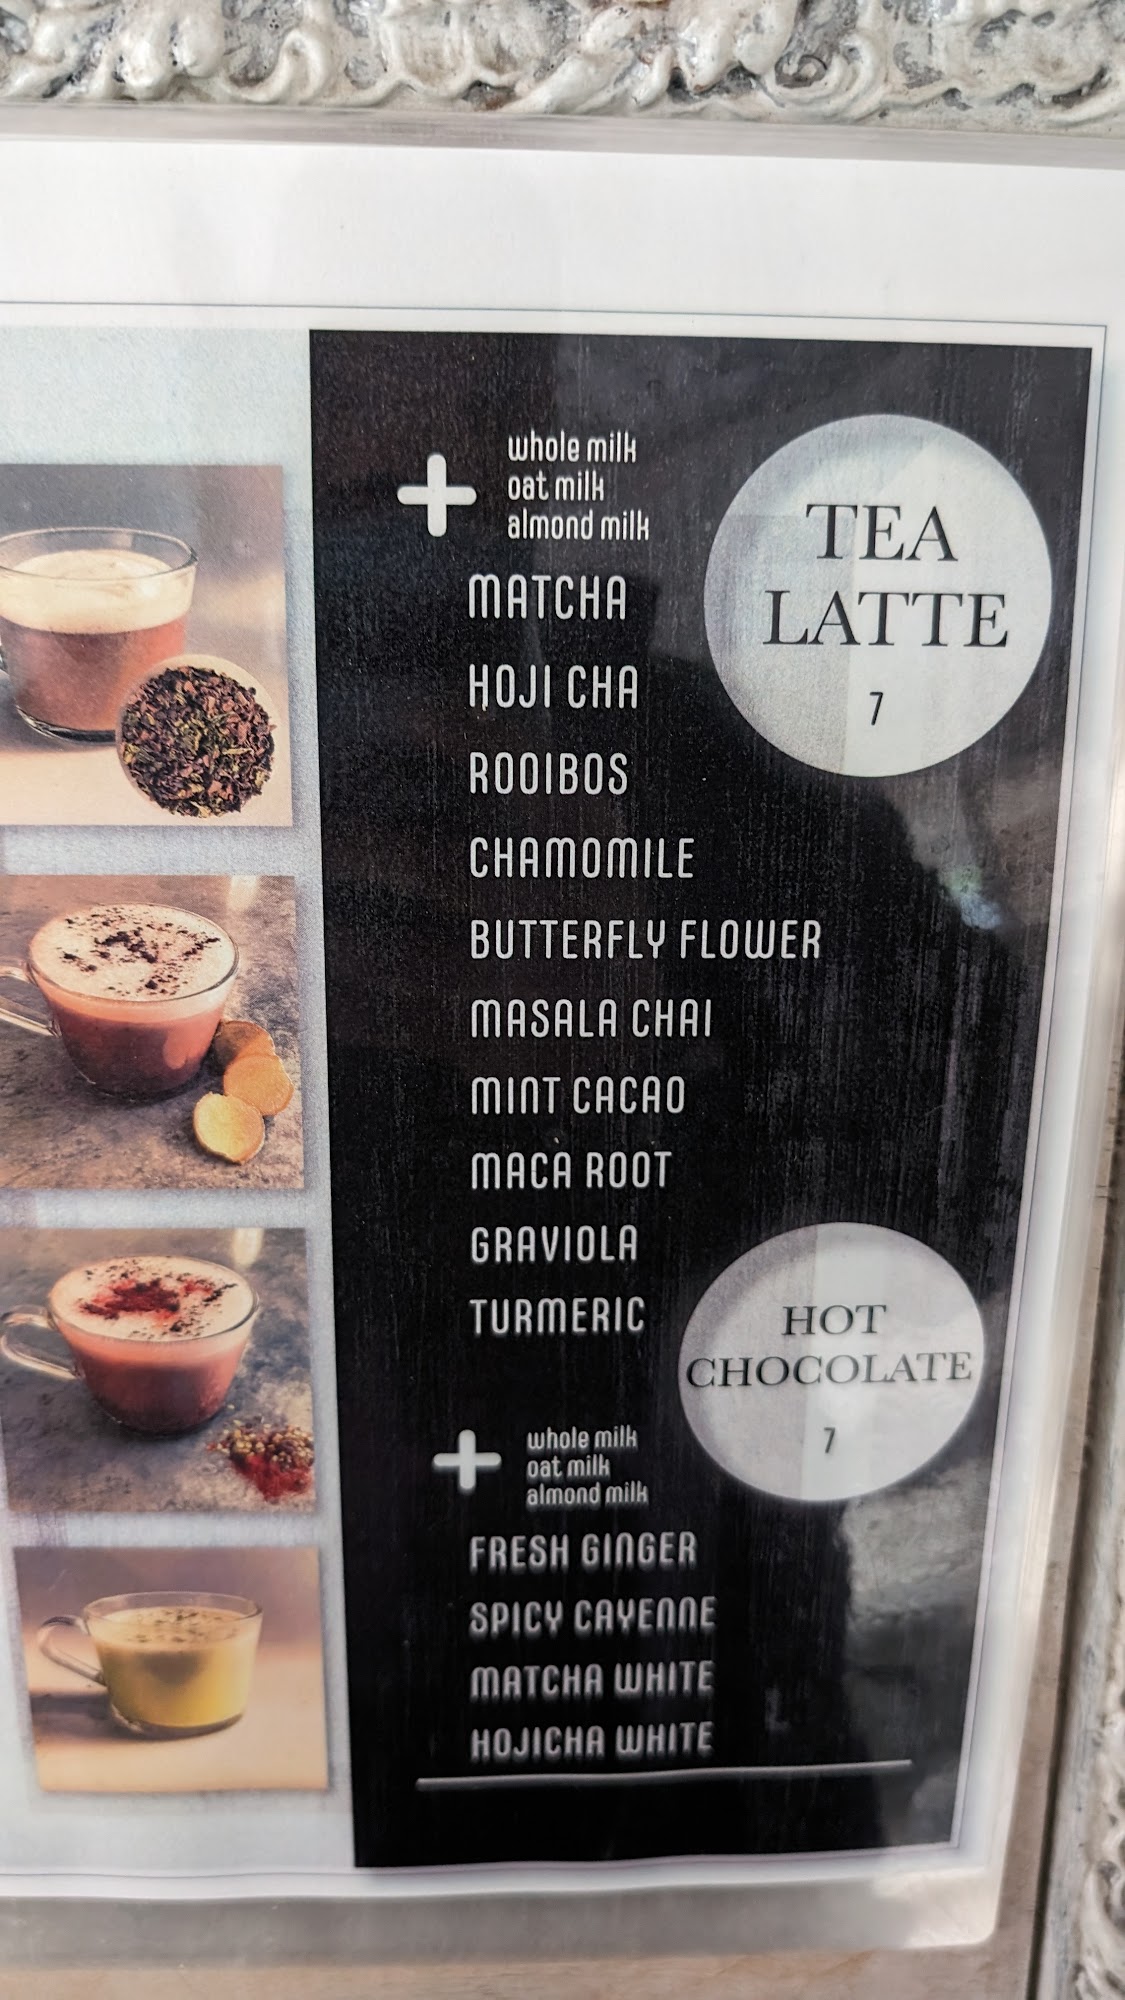 whole milk
oat milk
almond milk
TEA
LATTE
7
MATCHA
HOJI CHA
ROOIBOS
CHAMOMILE
BUTTERFLY FLOWER
MASALA CHAI
MINT CACAO
MACA ROOT
GRAVIOLA
TURMERIC
HOT
CHOCOLATE
7
whole milk
oat milk
almond milk
FRESH GINGER
SPICY CAYENNE
MATCHA WHITE
HOJICHA WHITE